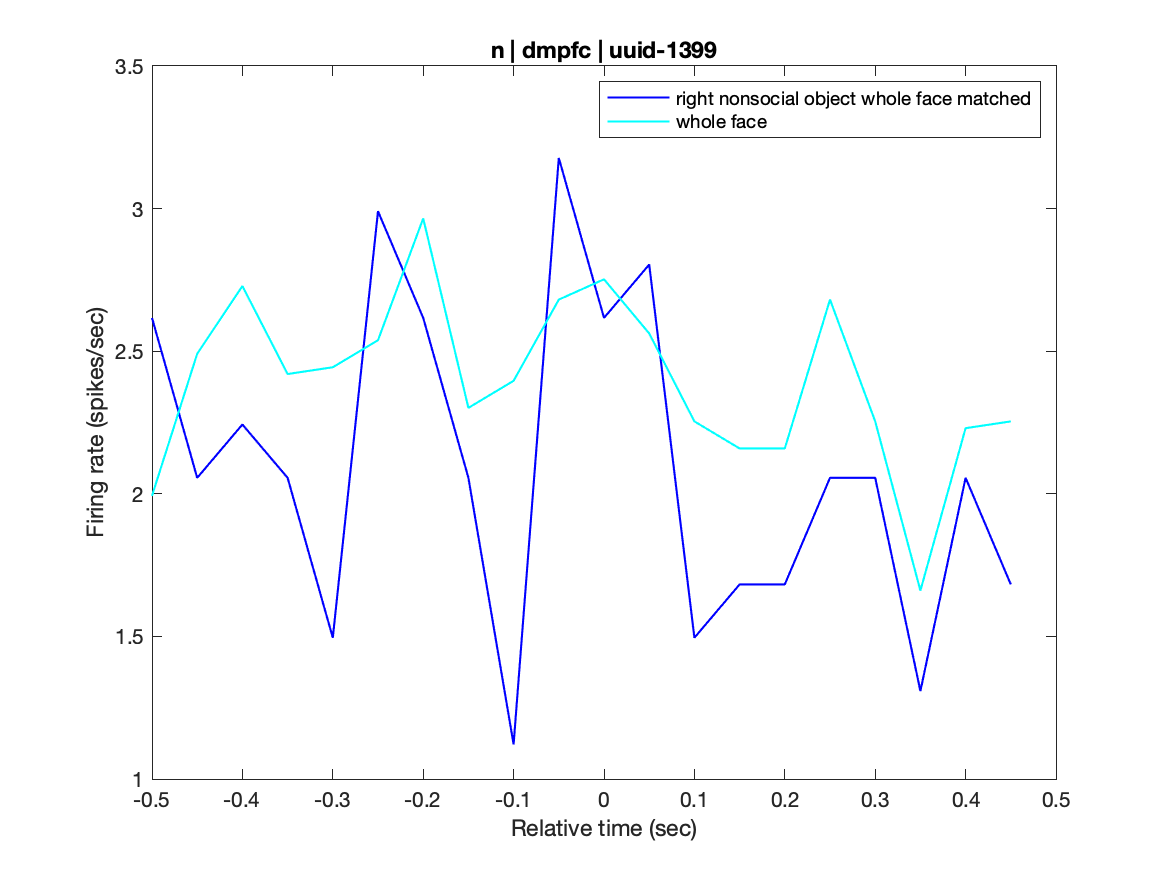 n | dmpfc | uuid-1399
right nonsocial object whole face matched
whole face
Firing rate (spikes/sec)
3.5
3
2.5
2
1.5
1
-0.5 -0.4 -0.3 -0.2 -0.1 0 0.1 0.2 0.3 0.4 0.5
Relative time (sec)